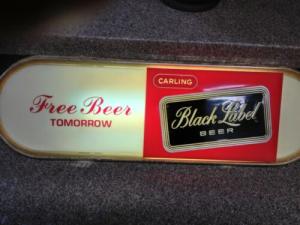 Free Beer
TOMORROW
CARLING
Black Label
BEER